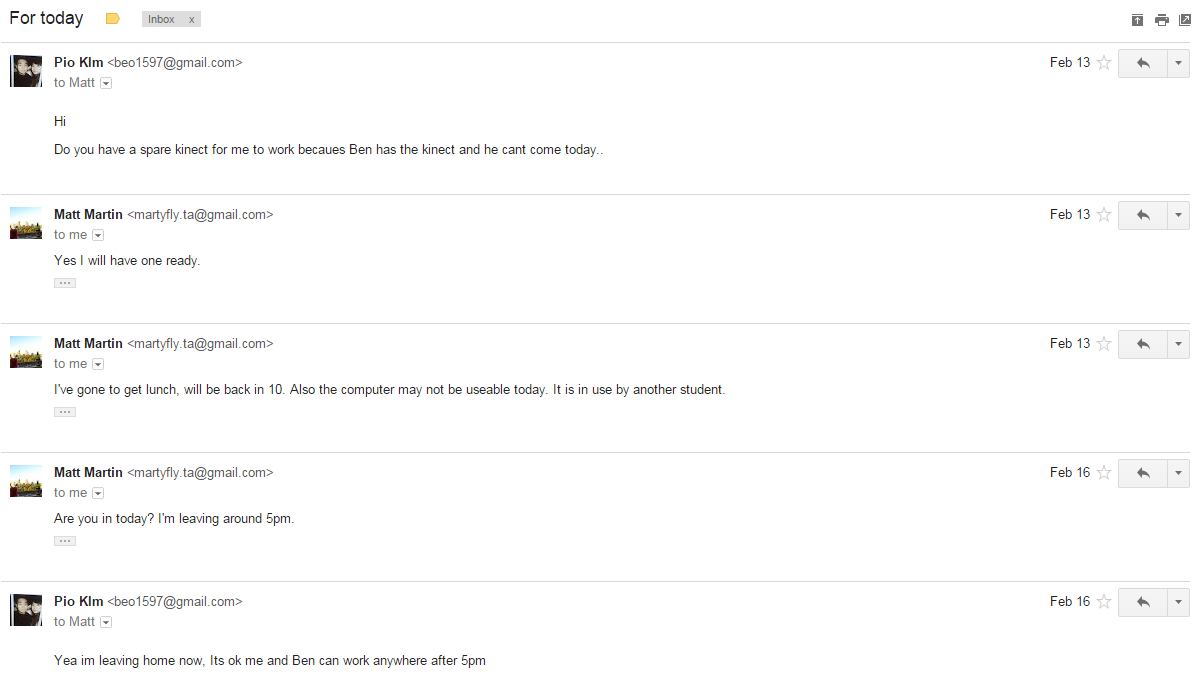 For today
Inbox x
Pio KIm <beo1597@gmail.com> Feb 13
to Matt
Hi
Do you have a spare kinect for me to work becaues Ben has the kinect and he cant come today..
Matt Martin <martyfly.ta@gmail.com> Feb 13
to me
Yes I will have one ready.
Matt Martin <martyfly.ta@gmail.com> Feb 13
to me
I've gone to get lunch, will be back in 10. Also the computer may not be useable today. It is in use by another student.
Matt Martin <martyfly.ta@gmail.com> Feb 16
to me
Are you in today? I'm leaving around 5pm.
Pio KIm <beo1597@gmail.com> Feb 16
to Matt
Yea im leaving home now, Its ok me and Ben can work anywhere after 5pm